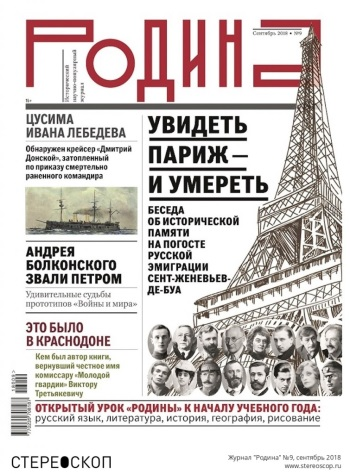 РОДИНА
Сентябрь 2018 • №9
Исторический
научно-популярный
журнал
ЦУСИМА
ИВАНА ЛЕБЕДЕВА
Обнаружен крейсер «Дмитрий
Донской», затопленный
по приказу смертельно
раненного командира
АНДРЕЯ
БОЛКОНСКОГО
ЗВАЛИ ПЕТРОМ
Удивительные судьбы
прототипов «Войны и мира»
ЭТО БЫЛО
В КРАСНОДОНЕ
Кем был автор книги,
вернувший честное имя
комиссару «Молодой
гвардии» Виктору
Третьякевичу
УВИДЕТЬ
ПАРИЖ —
И УМЕРЕТЬ
БЕСЕДА
ОБ ИСТОРИЧЕСКОЙ
ПАМЯТИ
НА ПОГОСТЕ
РУССКОЙ
ЭМИГРАЦИИ
СЕНТ-ЖЕНЕВЬЕВ-
ДЕ-БУА
ОТКРЫТЫЙ УРОК «РОДИНЫ» К НАЧАЛУ УЧЕБНОГО ГОДА:
русский язык, литература, история, география, рисование
СТЕРЕОСКОП
Журнал "Родина" №9, сентябрь 2018
www.stereoscop.ru